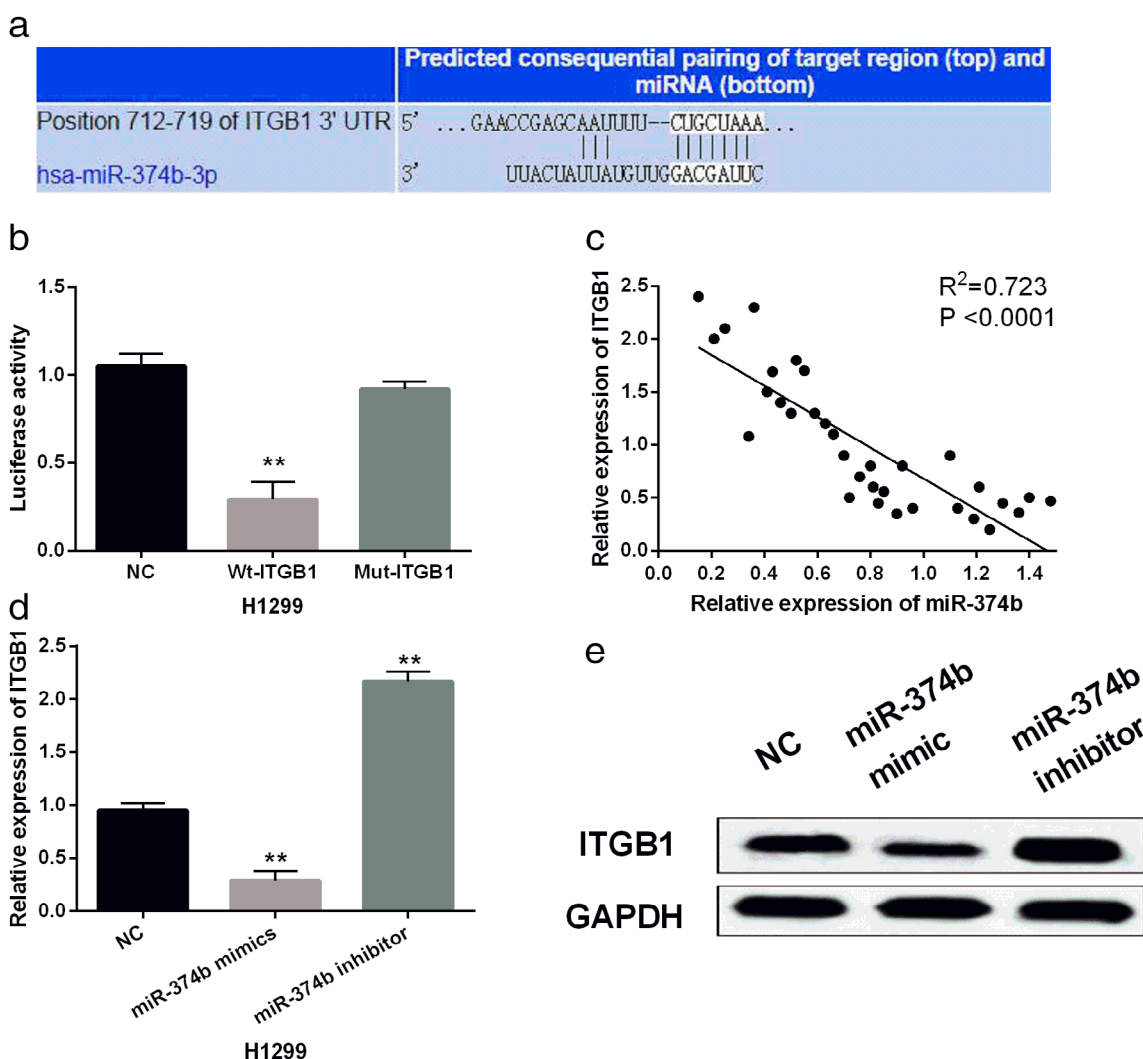 a
Predicted consequential pairing of target region (top) and
miRNA (bottom)
Position 712-719 of ITGB1 3' UTR 5' ...GAACCGAGCAAUUUU--CUGCUAAA...
hsa-miR-374b-3p 3' UUACUAUUAUGUUGGACGAUUC
b
Luciferase activity
1.5
1.0
0.5
0.0
NC Wt-ITGB1 Mut-ITGB1
H1299
**
c
Relative expression of ITGB1
2.5
2.0
1.5
1.0
0.5
0.0
R²=0.723
P <0.0001
0.0 0.2 0.4 0.6 0.8 1.0 1.2 1.4
Relative expression of miR-374b
d
Relative expression of ITGB1
2.5
2.0
1.5
1.0
0.5
0.0
**
**
NC
miR-374b mimics
miR-374b inhibitor
H1299
e
NC
miR-374b
mimic
miR-374b
inhibitor
ITGB1
GAPDH